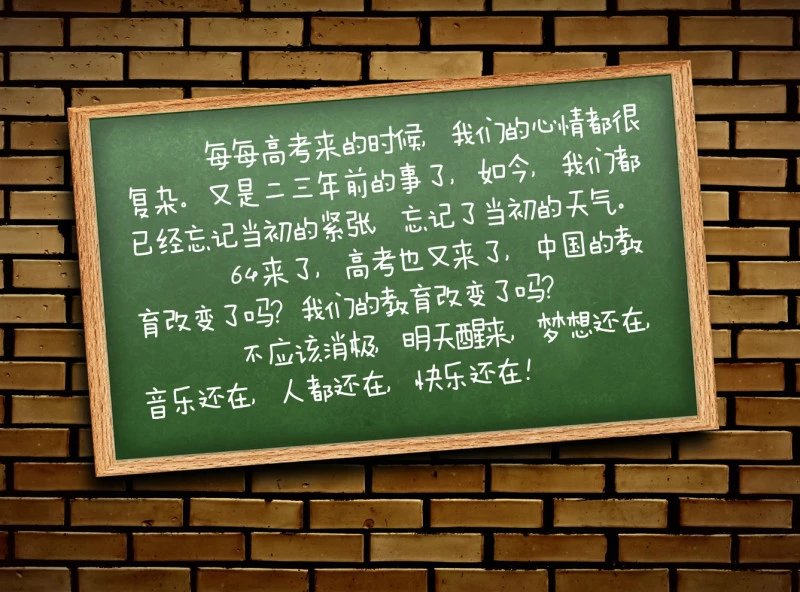 每每高考来的时候，我们的心情都很
复杂。又是二三年前的事了，如今，我们都
已经忘记当初的紧张，忘记了当初的天气。
64来了，高考也又来了，中国的教
育改变了吗？我们的教育改变了吗？
不应该消极，明天醒来，梦想还在，
音乐还在，人都还在，快乐还在！